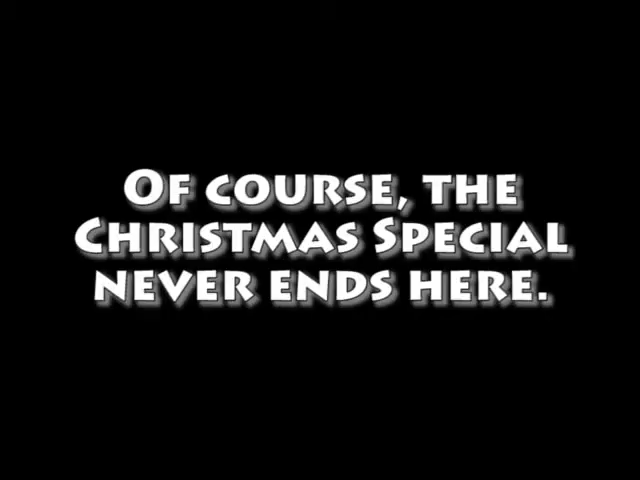 Of course, the
Christmas Special
never ends here.